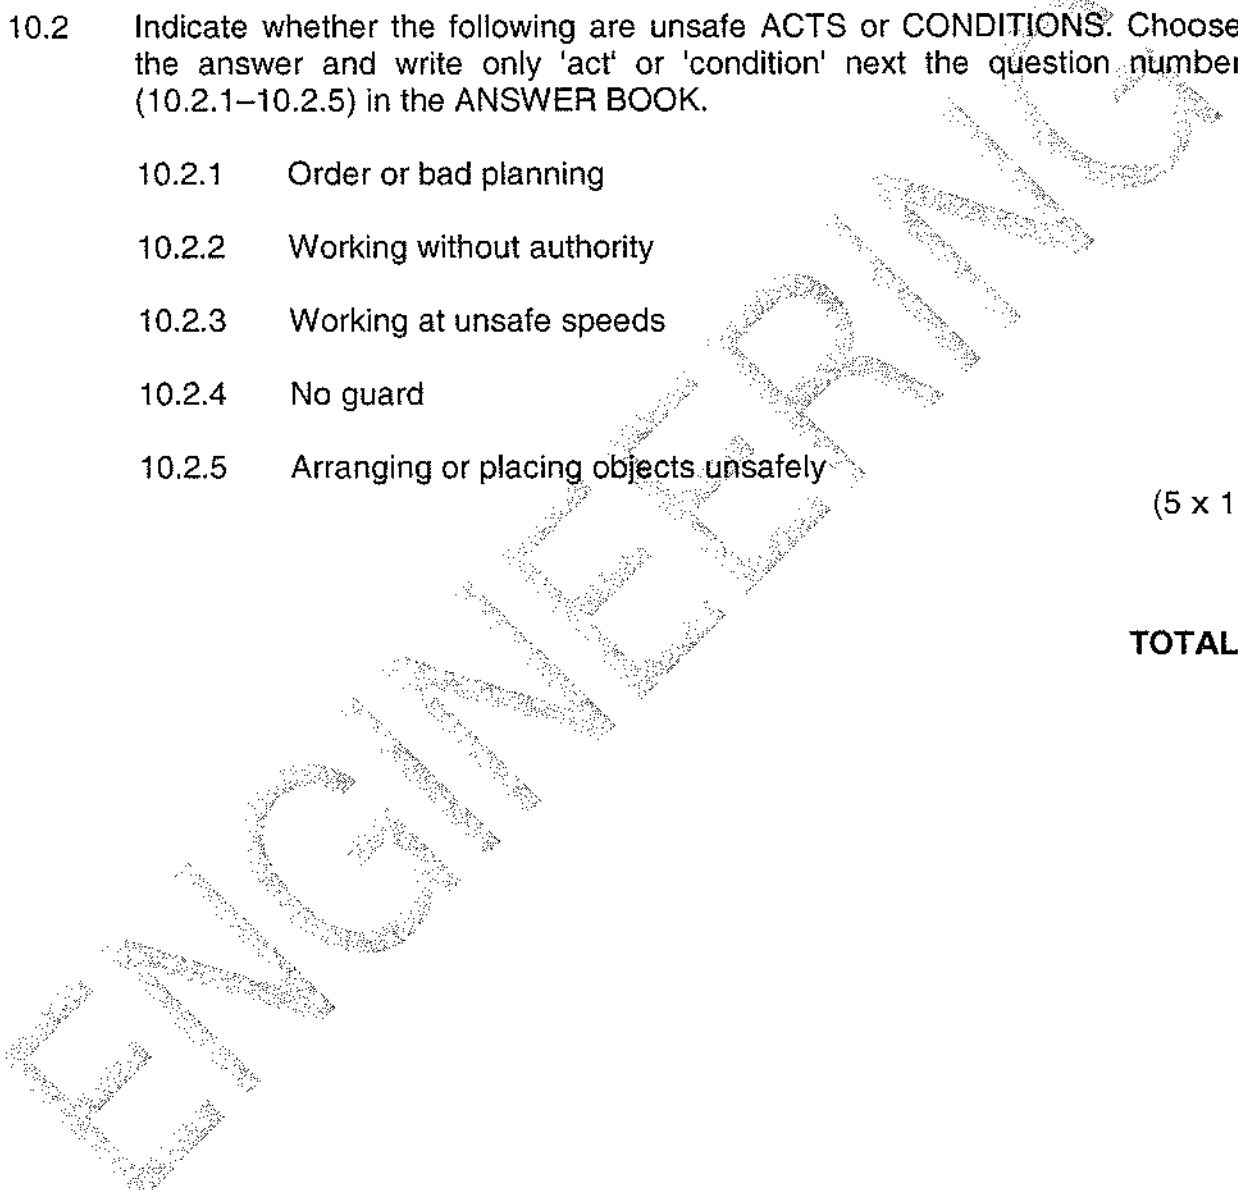 10.2 Indicate whether the following are unsafe ACTS or CONDITIONS. Choose
the answer and write only 'act' or 'condition' next the question number
(10.2.1–10.2.5) in the ANSWER BOOK.
10.2.1 Order or bad planning
10.2.2 Working without authority
10.2.3 Working at unsafe speeds
10.2.4 No guard
10.2.5 Arranging or placing objects unsafely
(5 x 1
TOTAL
ENGINEERING